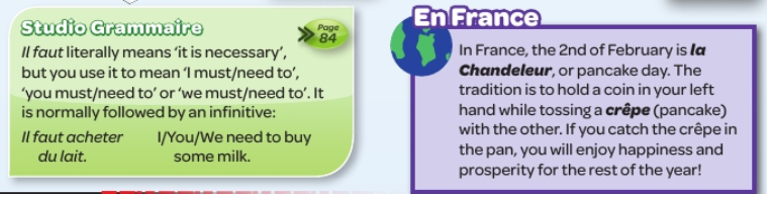 Studio Grammaire
Page
84
Il faut literally means ‘it is necessary’,
but you use it to mean ‘I must/need to’,
‘you must/need to’ or ‘we must/need to’. It
is normally followed by an infinitive:
Il faut acheter I/You/We need to buy
du lait. some milk.
En France
In France, the 2nd of February is la
Chandeleur, or pancake day. The
tradition is to hold a coin in your left
hand while tossing a crêpe (pancake)
with the other. If you catch the crêpe in
the pan, you will enjoy happiness and
prosperity for the rest of the year!